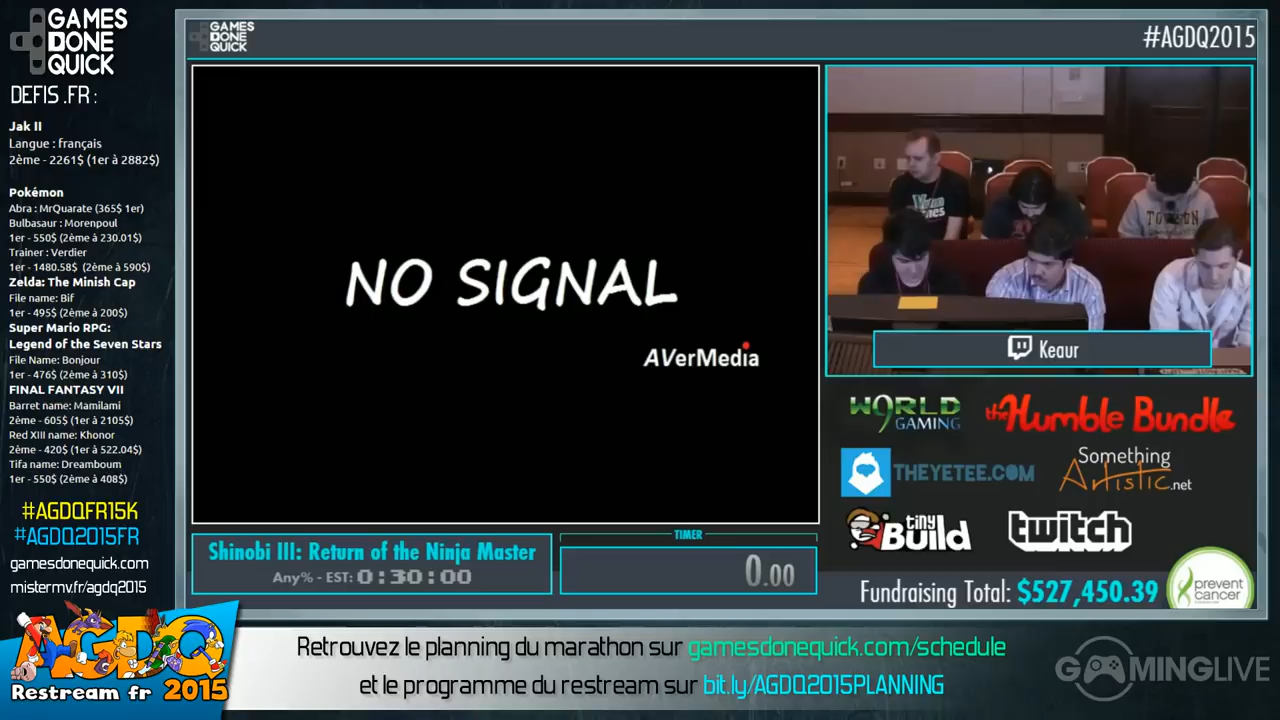 GAMES
DONE
QUICK
DEFIS .FR :
Jak II
Langue : français
2ème - 2261$ (1er à 2882$)
Pokémon
Abra : MrQuarate (365$ 1er)
Bulbasaur : Morenpoul
1er - 550$ (2ème à 230.01$)
Trainer : Verdier
1er - 1480.58$ (2ème à 590$)
Zelda: The Minish Cap
File name: Bif
1er - 495$ (2ème à 200$)
Super Mario RPG:
Legend of the Seven Stars
File Name: Bonjour
1er - 476$ (2ème à 310$)
FINAL FANTASY VII
Barret name: Mamilami
2ème - 605$ (1er à 2105$)
Red XIII name: Khonor
2ème - 420$ (1er à 522.04$)
Tifa name: Dreamboum
1er - 550$ (2ème à 408$)
#AGDQFR15K
#AGDQ2015FR
gamesdonequick.com
mistermv.fr/agdq2015
AGDQ
Restream fr 2015
GAMES
DONE
QUICK
#AGDQ2015
NO SIGNAL
AVerMedia
Keaur
WORLD
GAMING
the Humble Bundle
THEYETEE.COM
Something
Artistic.net
tiny
Build
twitch
Shinobi III: Return of the Ninja Master
Any% - EST: 0:30:00
TIMER
0.00
Fundraising Total: $527,450.39
prevent
cancer
Retrouvez le planning du marathon sur gamesdonequick.com/schedule
et le programme du restream sur bit.ly/AGDQ2015PLANNING
GAMINGLIVE